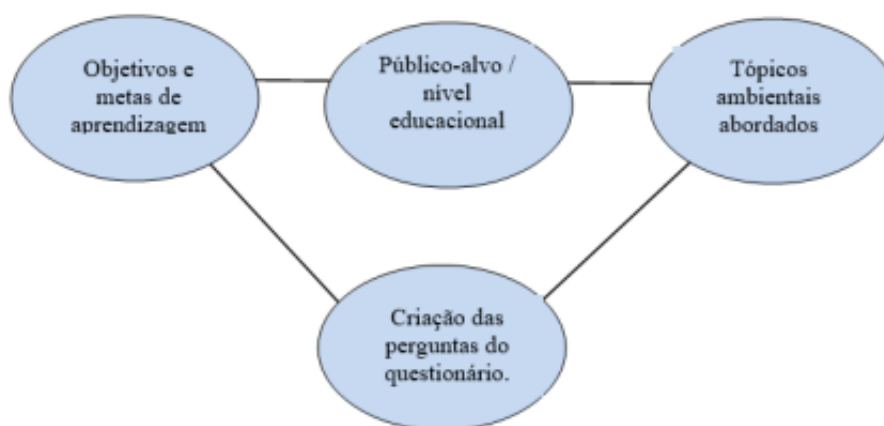 Objetivos e
metas de
aprendizagem
Público-alvo /
nível
educacional
Tópicos
ambientais
abordados
Criação das
perguntas do
questionário.